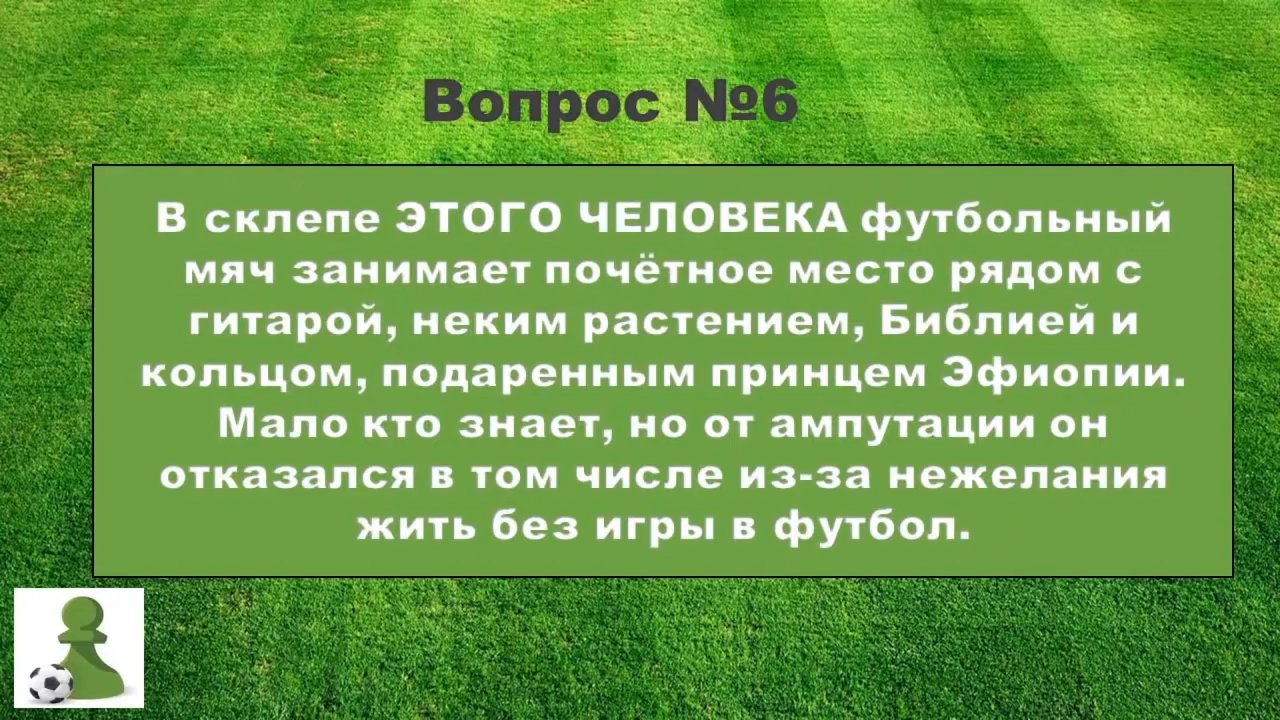 Вопрос №6
В склепе ЭТОГО ЧЕЛОВЕКА футбольный
мяч занимает почётное место рядом с
гитарой, неким растением, Библией и
кольцом, подаренным принцем Эфиопии.
Мало кто знает, но от ампутации он
отказался в том числе из-за нежелания
жить без игры в футбол.